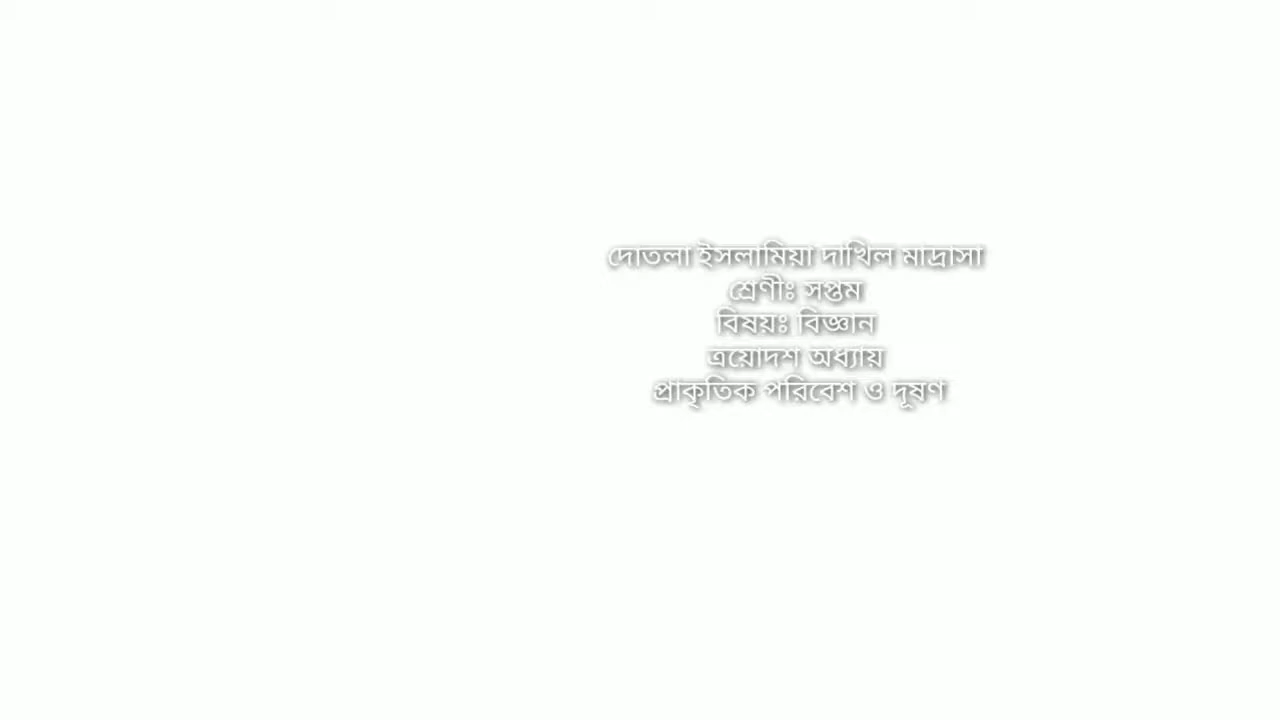 দোতলা ইসলামিয়া দাখিল মাদ্রাসা
শ্রেণীঃ সপ্তম
বিষয়ঃ বিজ্ঞান
ত্রয়োদশ অধ্যায়
প্রাকৃতিক পরিবেশ ও দূষণ